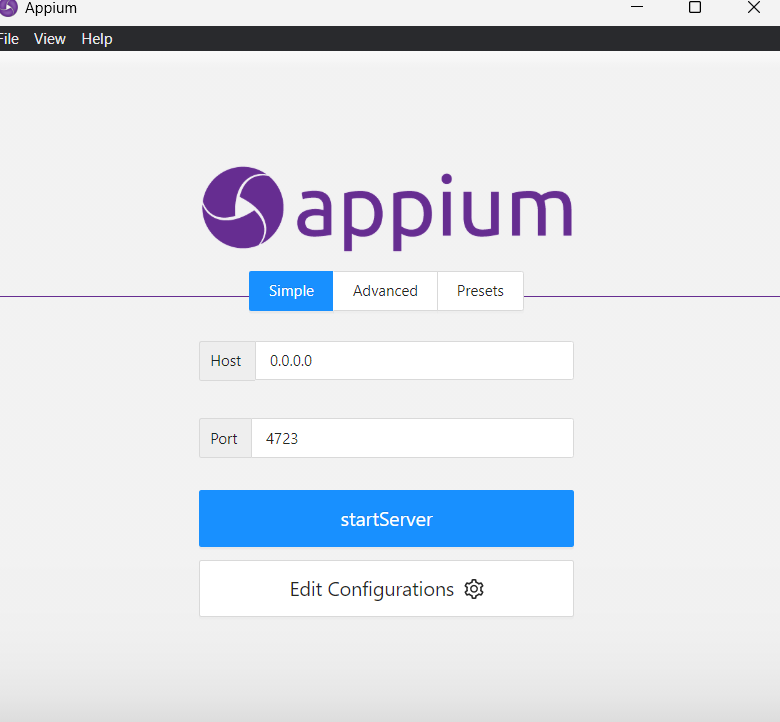 Appium
File View Help
appium
Simple Advanced Presets
Host 0.0.0.0
Port 4723
startServer
Edit Configurations